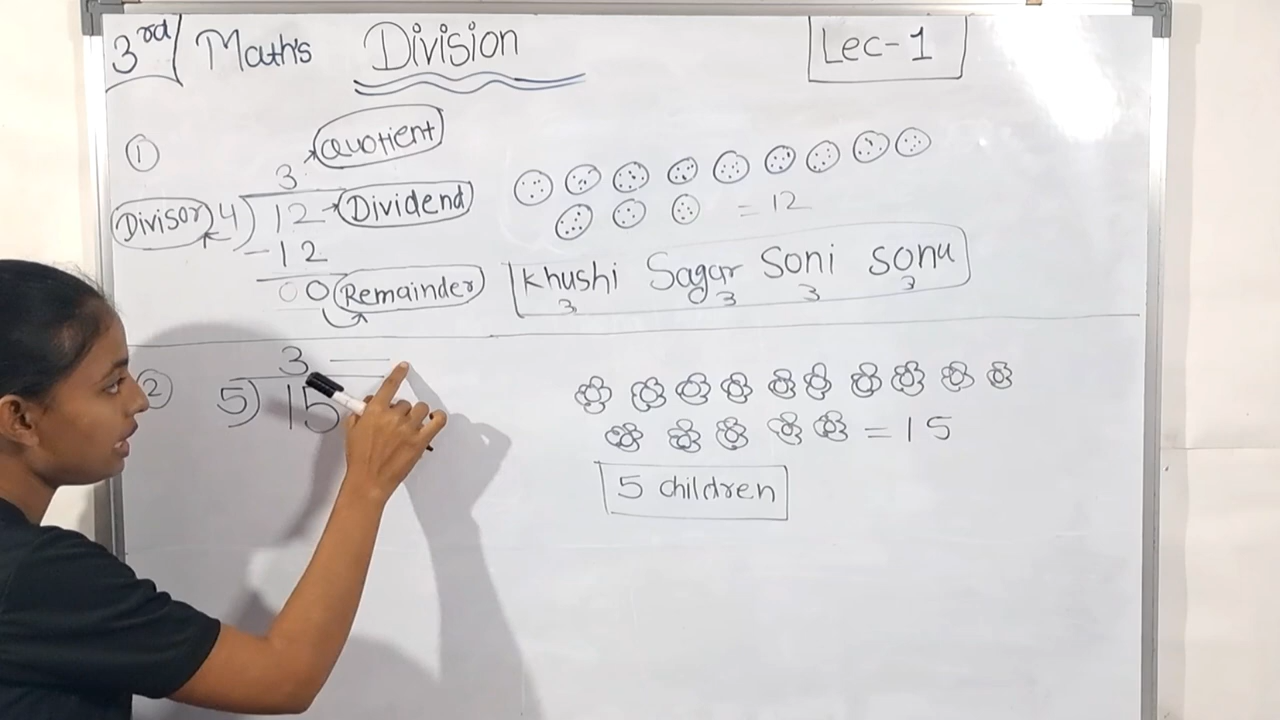 3rd Math's Division Lec-1
① Quotient
3
Divisor 4) 12 Dividend
-12
00 Remainder
= 12
Khushi Sagar Soni Sonu
3 3 3 3
② 3
5) 15
= 15
5 children